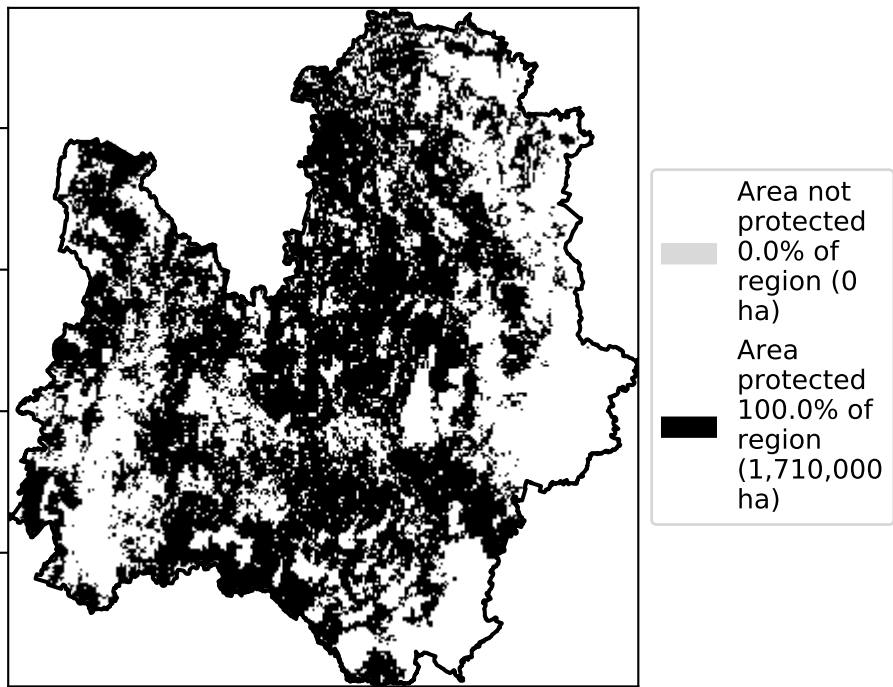 Area not
protected
0.0% of
region (0
ha)
Area
protected
100.0% of
region
(1,710,000
ha)